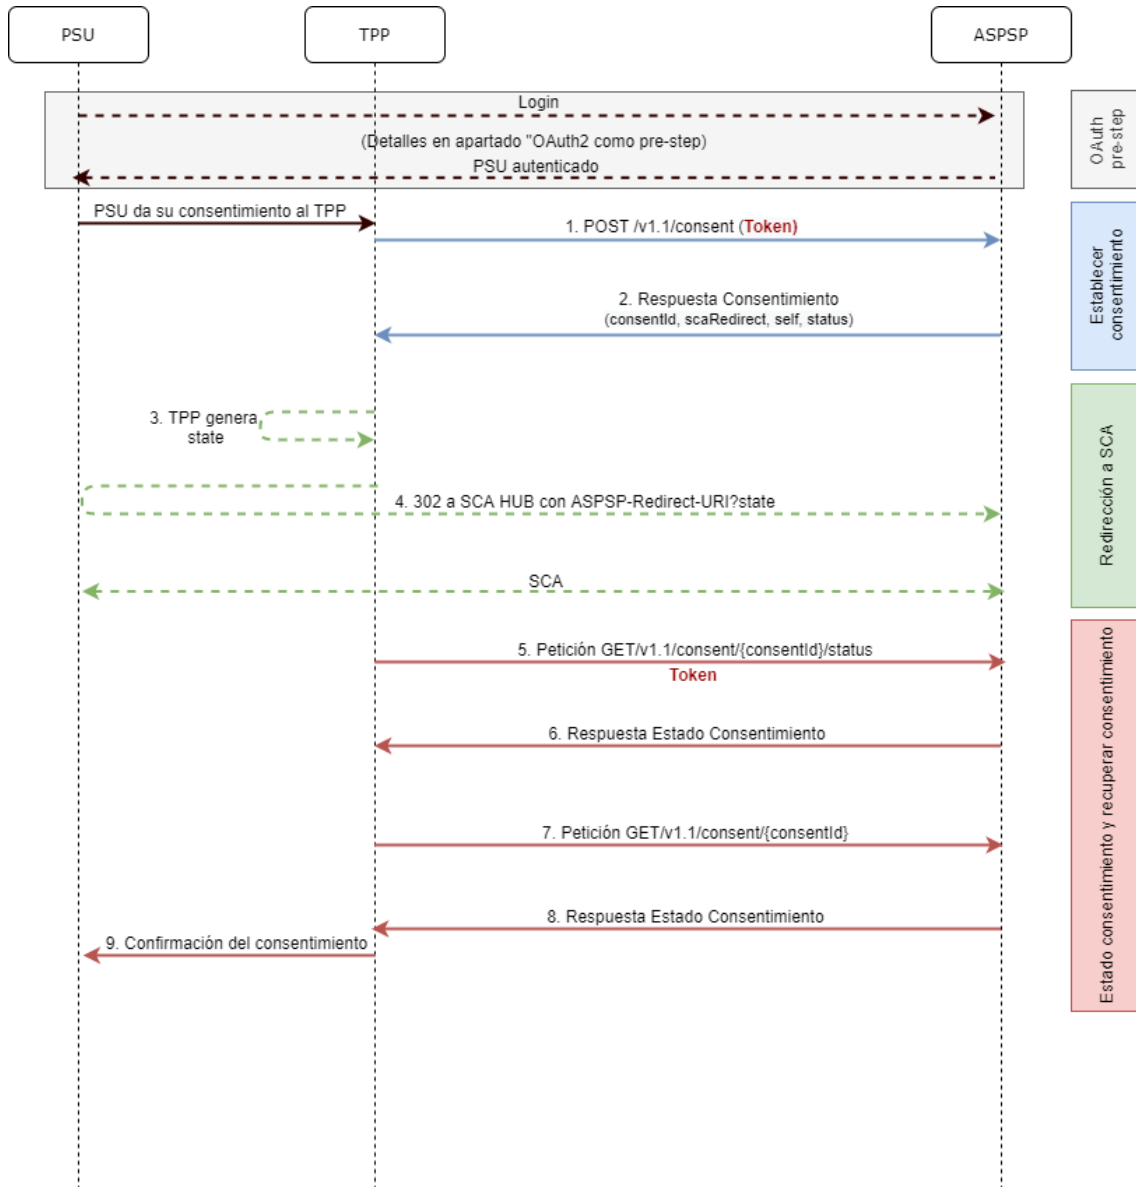 PSU
TPP
ASPSP
Login
(Detalles en apartado "OAuth2 como pre-step)
PSU autenticado
OAuth
pre-step
PSU da su consentimiento al TPP
1. POST /v1.1/consent (Token)
2. Respuesta Consentimiento
(consentId, scaRedirect, self, status)
Establecer
consentimiento
3. TPP genera
state
4. 302 a SCA HUB con ASPSP-Redirect-URI?state
SCA
Redirección a SCA
5. Petición GET/v1.1/consent/{consentId}/status
Token
6. Respuesta Estado Consentimiento
7. Petición GET/v1.1/consent/{consentId}
8. Respuesta Estado Consentimiento
9. Confirmación del consentimiento
Estado consentimiento y recuperar consentimiento